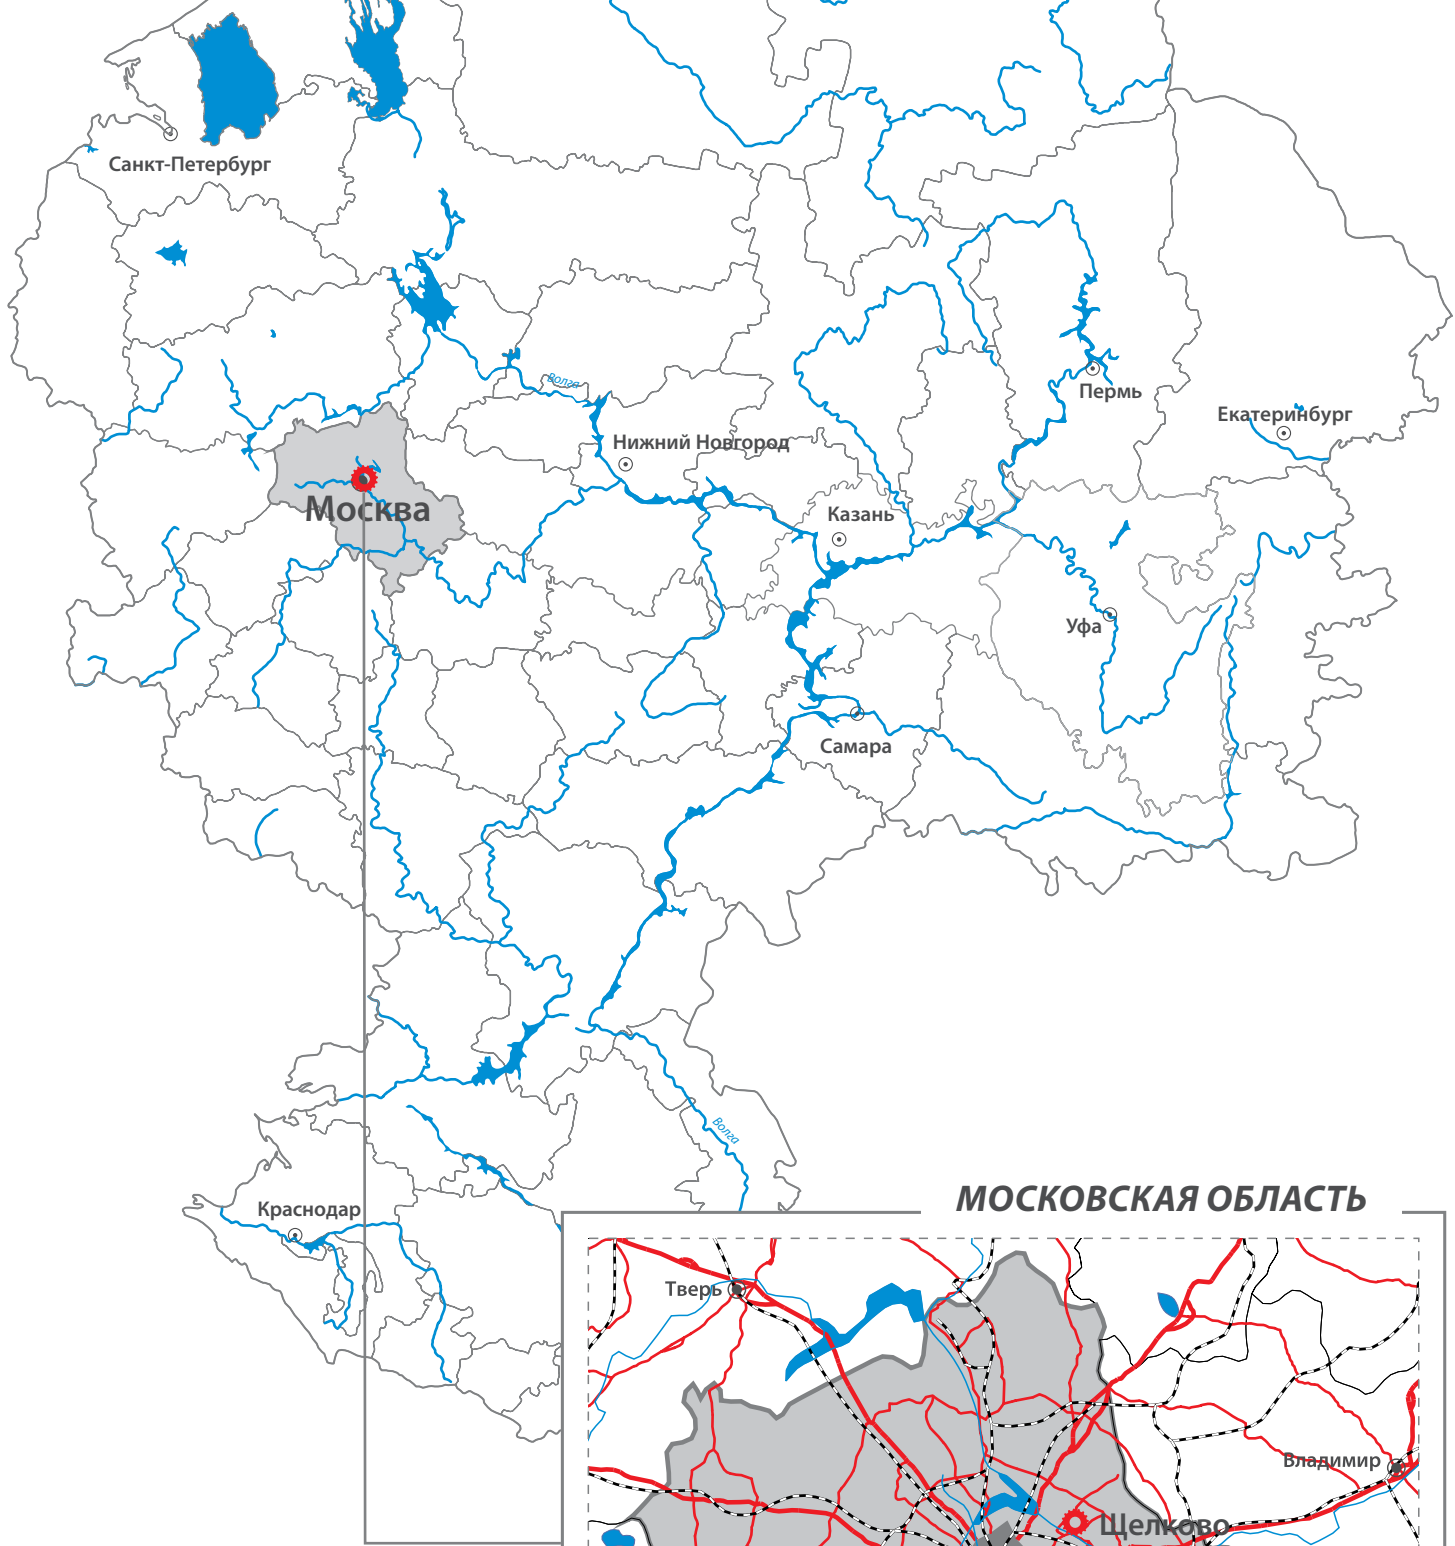 Санкт-Петербург
Волга
Пермь
Екатеринбург
Нижний Новгород
Москва
Казань
Уфа
Самара
Волга
МОСКОВСКАЯ ОБЛАСТЬ
Краснодар
Тверь
Владимир
Щелково